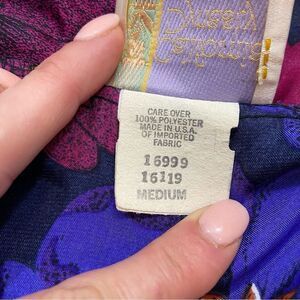 CARE OVER
100% POLYESTER
MADE IN U.S.A.
OF IMPORTED
FABRIC
16999
16119
MEDIUM